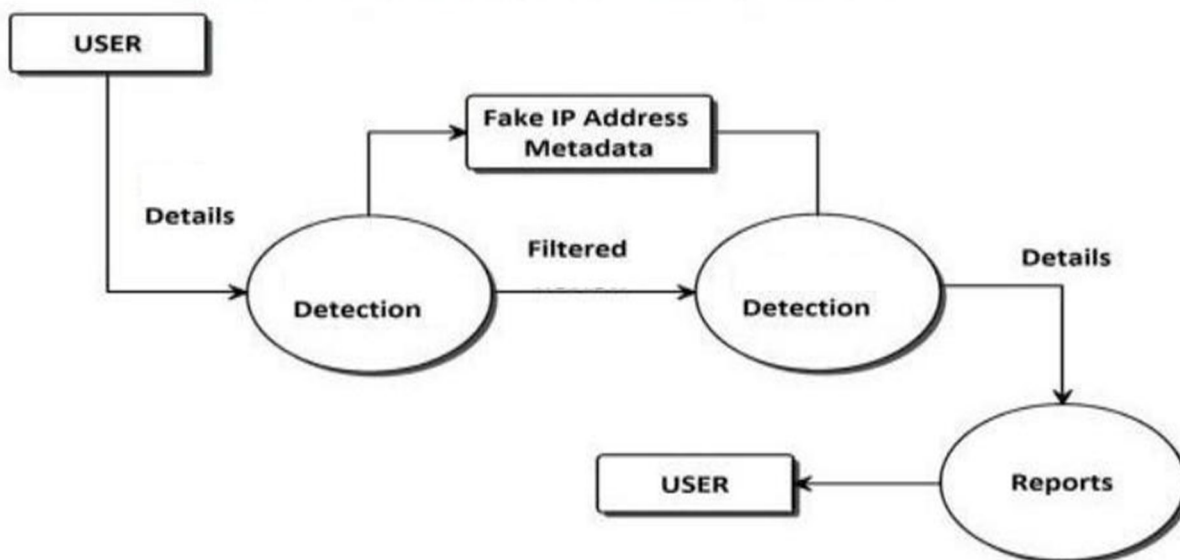 USER
Fake IP Address
Metadata
Details
Filtered
Details
Detection
Detection
USER
Reports